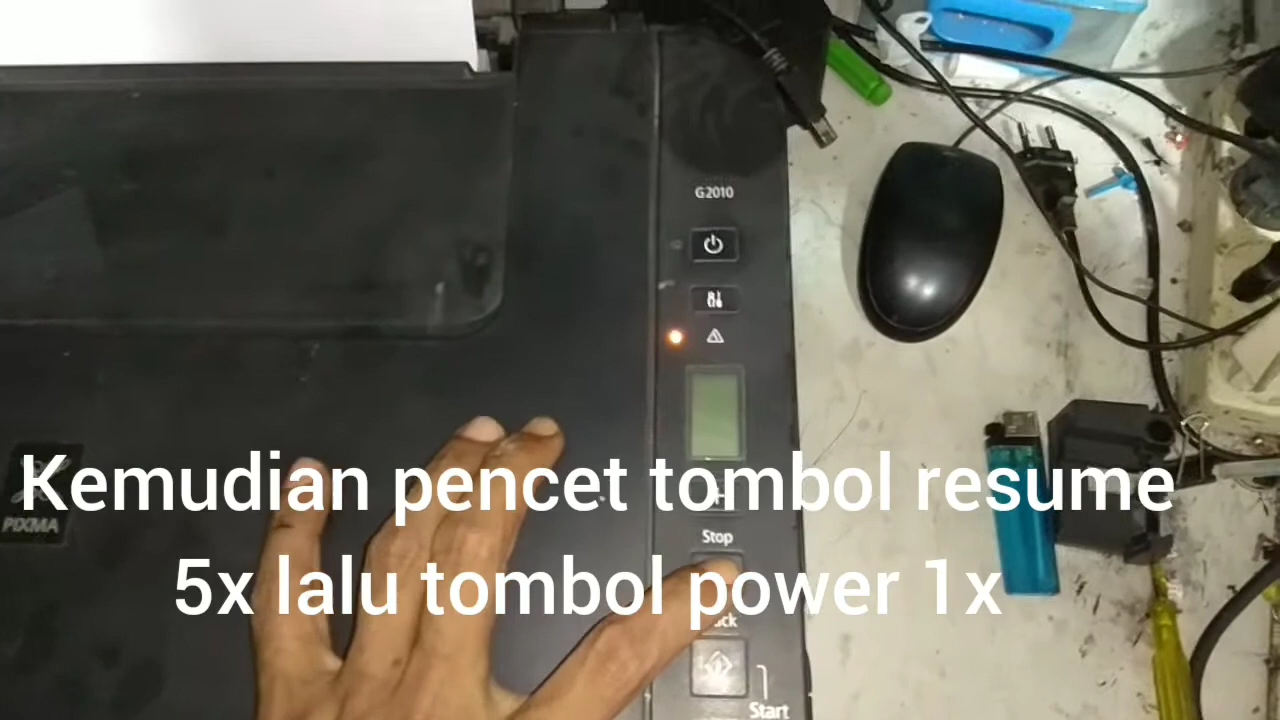 G2010
PIXMA
Kemudian pencet tombol resume
Stop
5x lalu tombol power 1x
Start